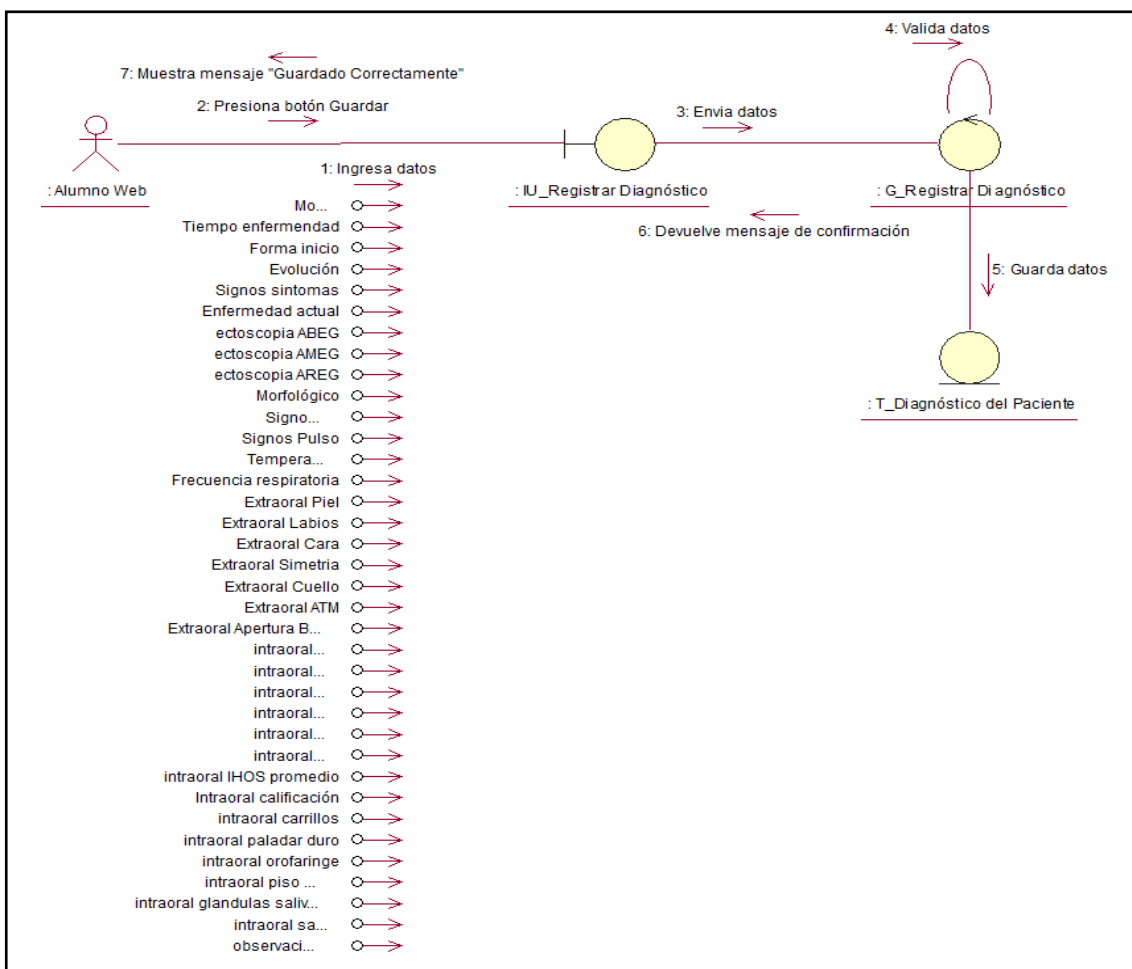 4: Valida datos
7: Muestra mensaje "Guardado Correctamente"
2: Presiona botón Guardar
3: Envia datos
1: Ingresa datos
: Alumno Web
: IU_Registrar Diagnóstico
: G_Registrar Diagnóstico
6: Devuelve mensaje de confirmación
5: Guarda datos
: T_Diagnóstico del Paciente
Mo...
Tiempo enfermendad
Forma inicio
Evolución
Signos sintomas
Enfermedad actual
ectoscopia ABEG
ectoscopia AMEG
ectoscopia AREG
Morfológico
Signo...
Signos Pulso
Tempera...
Frecuencia respiratoria
Extraoral Piel
Extraoral Labios
Extraoral Cara
Extraoral Simetria
Extraoral Cuello
Extraoral ATM
Extraoral Apertura B...
intraoral...
intraoral...
intraoral...
intraoral...
intraoral...
intraoral...
intraoral IHOS promedio
Intraoral calificación
intraoral carrillos
intraoral paladar duro
intraoral orofaringe
intraoral piso ...
intraoral glandulas saliv...
intraoral sa...
observaci...